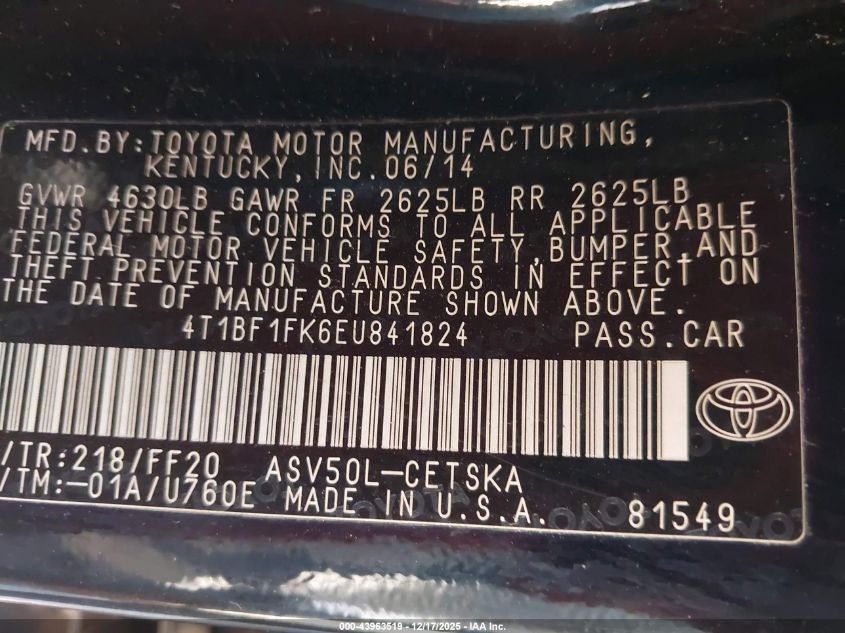 MFD.BY:TOYOTA MOTOR MANUFACTURING,
KENTUCKY,INC.06/14
GVWR 4630LB GAWR FR 2625LB RR 2625LB
THIS VEHICLE CONFORMS TO ALL APPLICABLE
FEDERAL MOTOR VEHICLE SAFETY,BUMPER,AND
THEFT PREVENTION STANDARDS IN EFFECT ON
THE DATE OF MANUFACTURE SHOWN ABOVE.
4T1BF1FK6EU841824 PASS.CAR
/TR:218/FF20 ASV50L-CETSKA
/TM:-01A/U760E MADE IN U.S.A. 81549
000-43963519 - 12/17/2025 - IAA Inc.